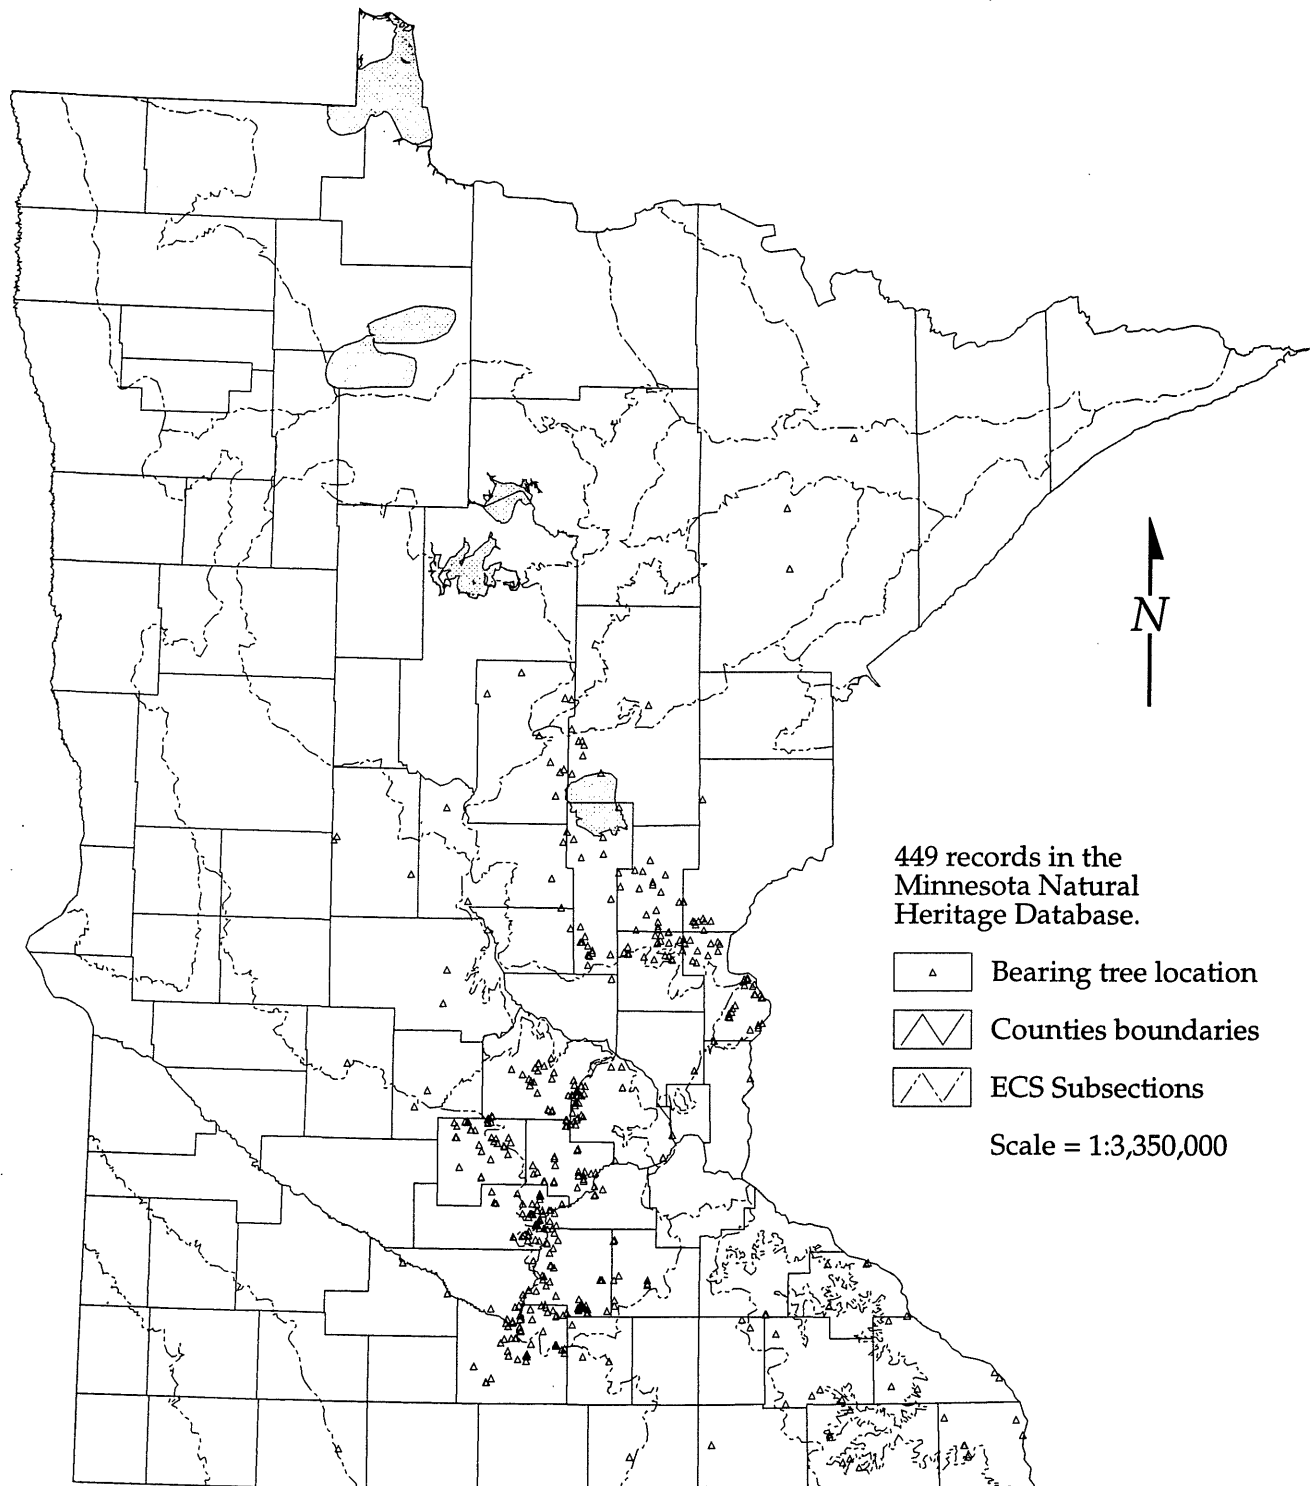 N
449 records in the
Minnesota Natural
Heritage Database.
Bearing tree location
Counties boundaries
ECS Subsections
Scale = 1:3,350,000